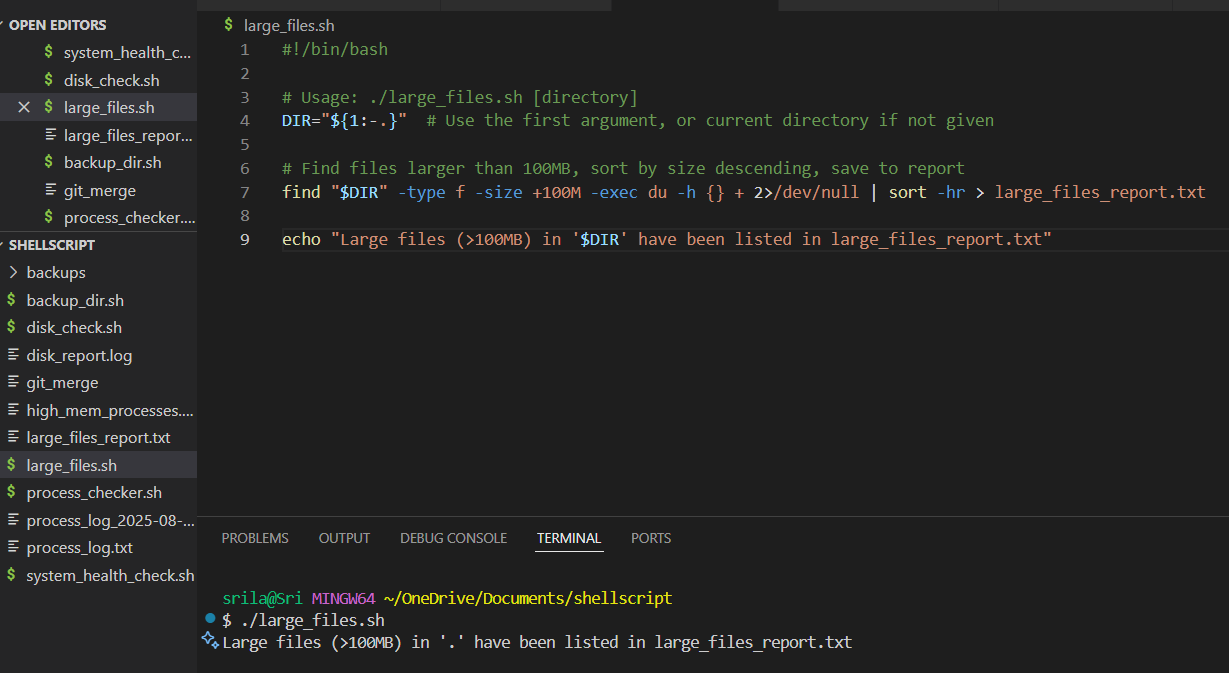 OPEN EDITORS
system_health_c...
disk_check.sh
large_files.sh
large_files_repor...
backup_dir.sh
git_merge
process_checker....
SHELLSCRIPT
backups
backup_dir.sh
disk_check.sh
disk_report.log
git_merge
high_mem_processes....
large_files_report.txt
large_files.sh
process_checker.sh
process_log_2025-08-...
process_log.txt
system_health_check.sh
$ large_files.sh
1 #!/bin/bash
2
3 # Usage: ./large_files.sh [directory]
4 DIR="${1:-.}"  # Use the first argument, or current directory if not given
5
6 # Find files larger than 100MB, sort by size descending, save to report
7 find "$DIR" -type f -size +100M -exec du -h {} + 2>/dev/null | sort -hr > large_files_report.txt
8
9 echo "Large files (>100MB) in '$DIR' have been listed in large_files_report.txt"
PROBLEMS OUTPUT DEBUG CONSOLE TERMINAL PORTS
srila@Sri MINGW64 ~/OneDrive/Documents/shellscript
$ ./large_files.sh
Large files (>100MB) in '.' have been listed in large_files_report.txt